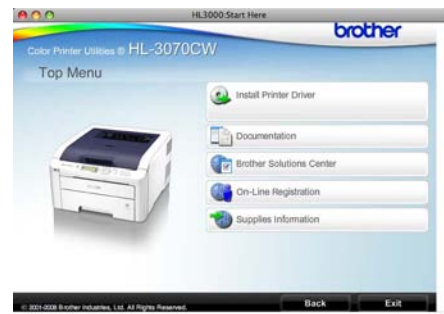 HL3000:Start Here
brother
Color Printer Utilities ® HL-3070CW
Top Menu
Install Printer Driver
Documentation
Brother Solutions Center
On-Line Registration
Supplies Information
© 2001-2008 Brother Industries, Ltd. All Rights Reserved.
Back
Exit